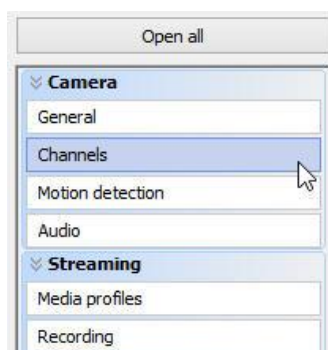 Open all
Camera
General
Channels
Motion detection
Audio
Streaming
Media profiles
Recording